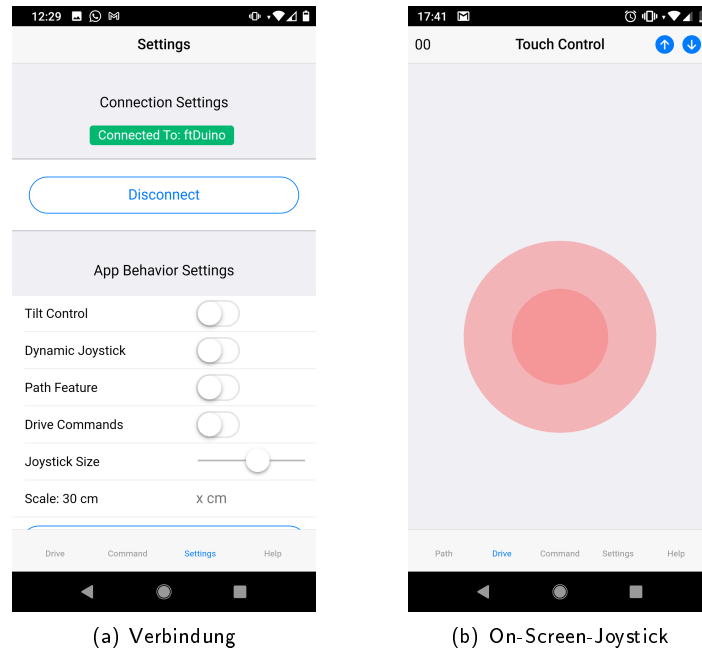 12:29
Settings
Connection Settings
Connected To: ftDuino
Disconnect
App Behavior Settings
Tilt Control
Dynamic Joystick
Path Feature
Drive Commands
Joystick Size
Scale: 30 cm x cm
Drive Command Settings Help
(a) Verbindung
17:41
00 Touch Control
Path Drive Command Settings Help
(b) On-Screen-Joystick